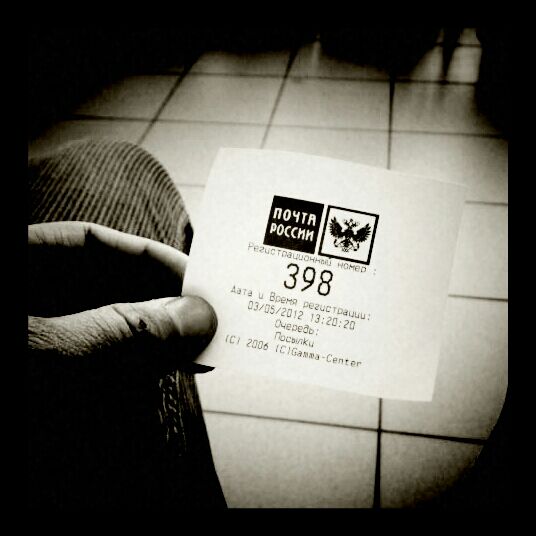 ПОЧТА
РОССИИ
Регистрационный номер :
398
Дата и Время регистрации:
03/05/2012 13:20:20
Очередь:
Посылки
(C) 2006 (C)Gamma-Center